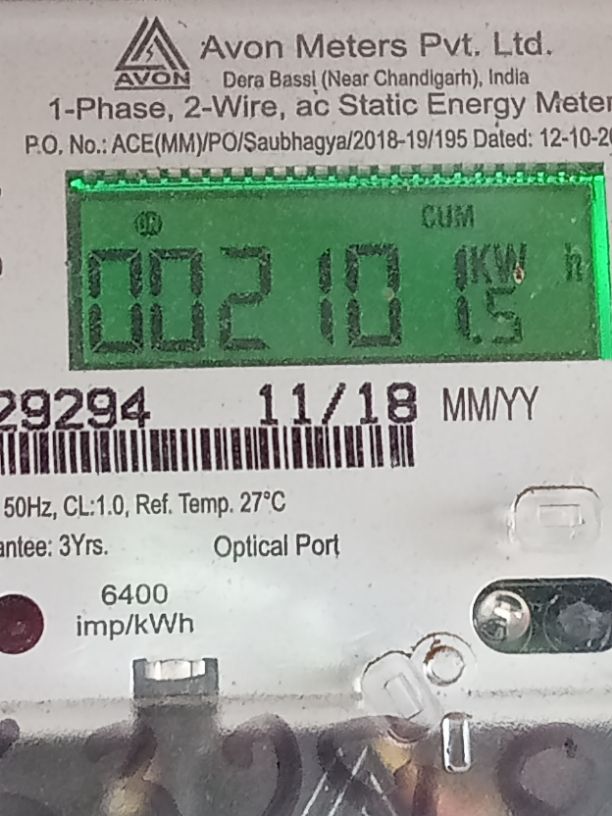 AVON
Avon Meters Pvt. Ltd.
Dera Bassi (Near Chandigarh), India
1-Phase, 2-Wire, ac Static Energy Meter
P.O. No.: ACE(MM)/PO/Saubhagya/2018-19/195 Dated: 12-10-20
CUM
002101.5 KW h
29294 11/18 MM/YY
50Hz, CL:1.0, Ref. Temp. 27°C
antee: 3Yrs. Optical Port
6400
imp/kWh